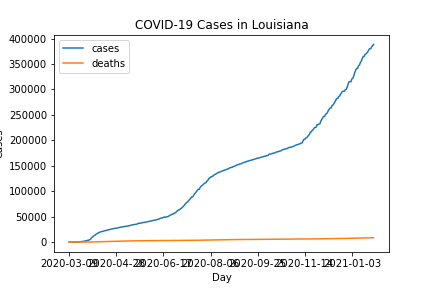 COVID-19 Cases in Louisiana
cases
deaths
400000
350000
300000
250000
200000
150000
100000
50000
0
Cases
2020-03-09 2020-04-28 2020-06-17 2020-08-06 2020-09-25 2020-11-14 2021-01-03
Day